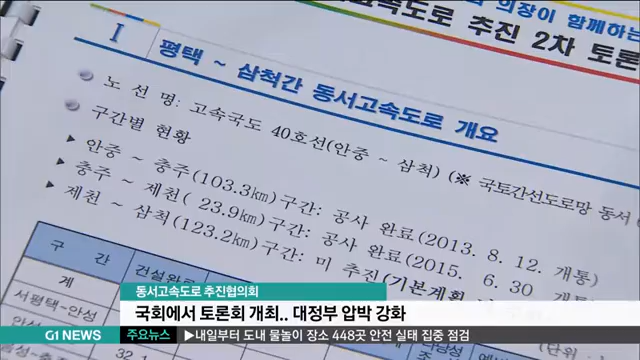 의장이 함께하는
고속도로 추진 2차 토론
Ⅰ 평택 ~ 삼척간 동서고속도로 개요
노 선 명: 고속국도 40호선(안중 ~ 삼척) (※ 국토간선도로망 동서
구간별 현황
▸ 안중 ~ 충주(103.3㎞)구간: 공사 완료(2013. 8. 12. 개통)
▸ 충주 ~ 제천( 23.9㎞)구간: 공사 완료(2015. 6. 30. 개통)
▸ 제천 ~ 삼척(123.2㎞)구간: 미 추진(기본계획
구 간
건설완료
계
서평택~안성
동서고속도로 추진협의회
국회에서 토론회 개최.. 대정부 압박 강화
G1 NEWS 주요뉴스 ▶내일부터 도내 물놀이 장소 448곳 안전 실태 집중 점검